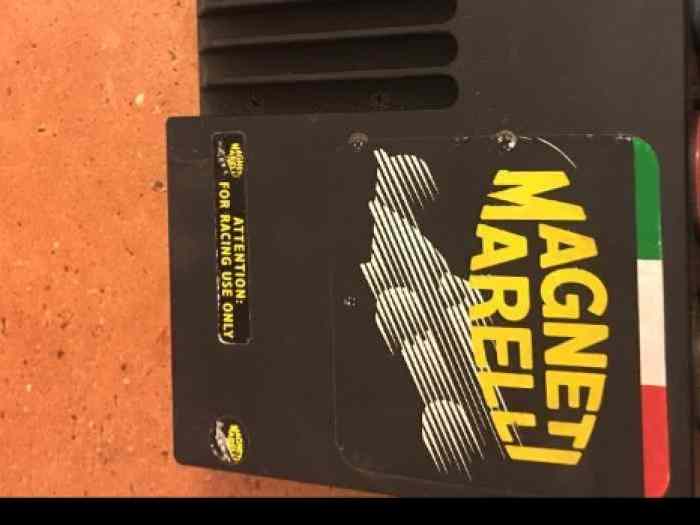 MAGNETI
MARELLI
ATTENTION:
FOR RACING USE ONLY